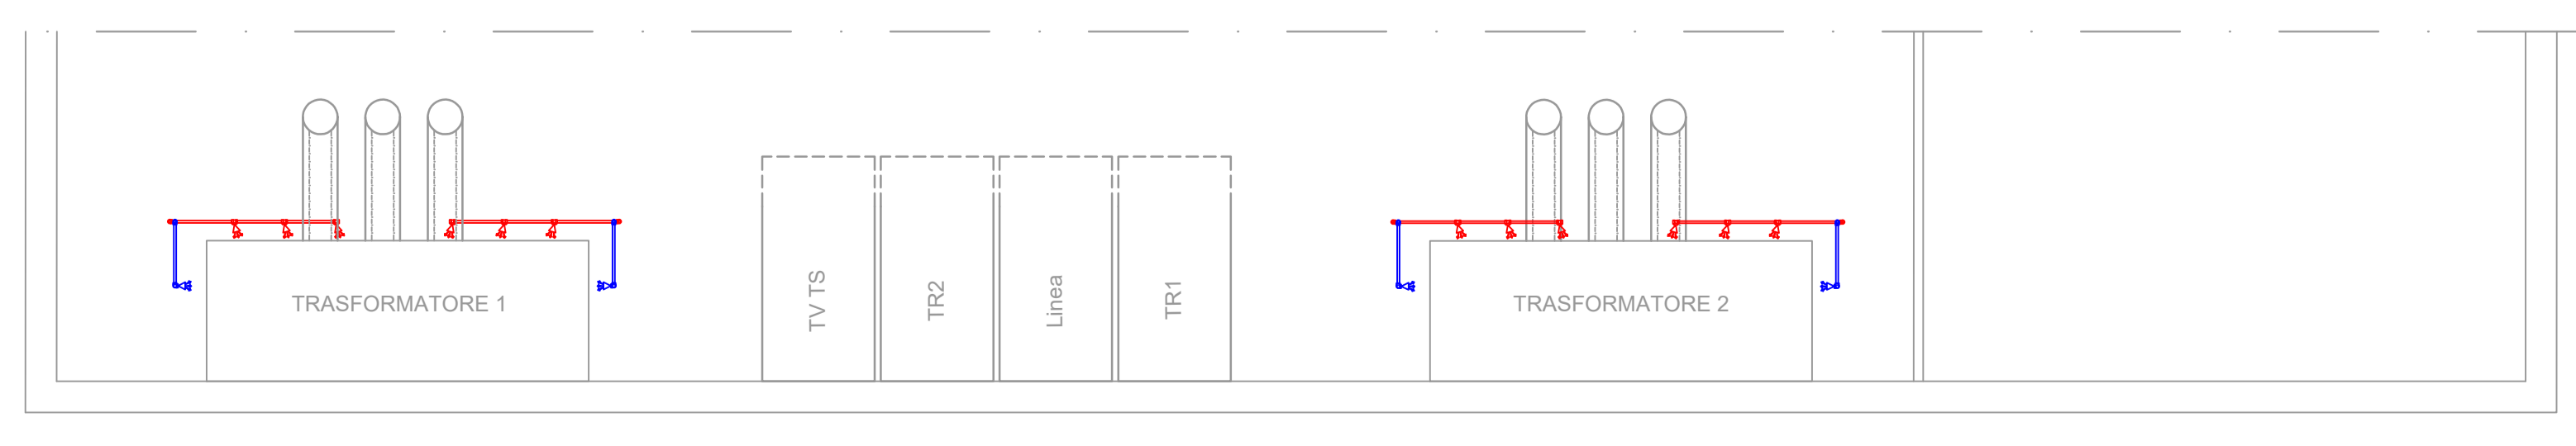 TRASFORMATORE 1
TV TS
TR2
Linea
TR1
TRASFORMATORE 2